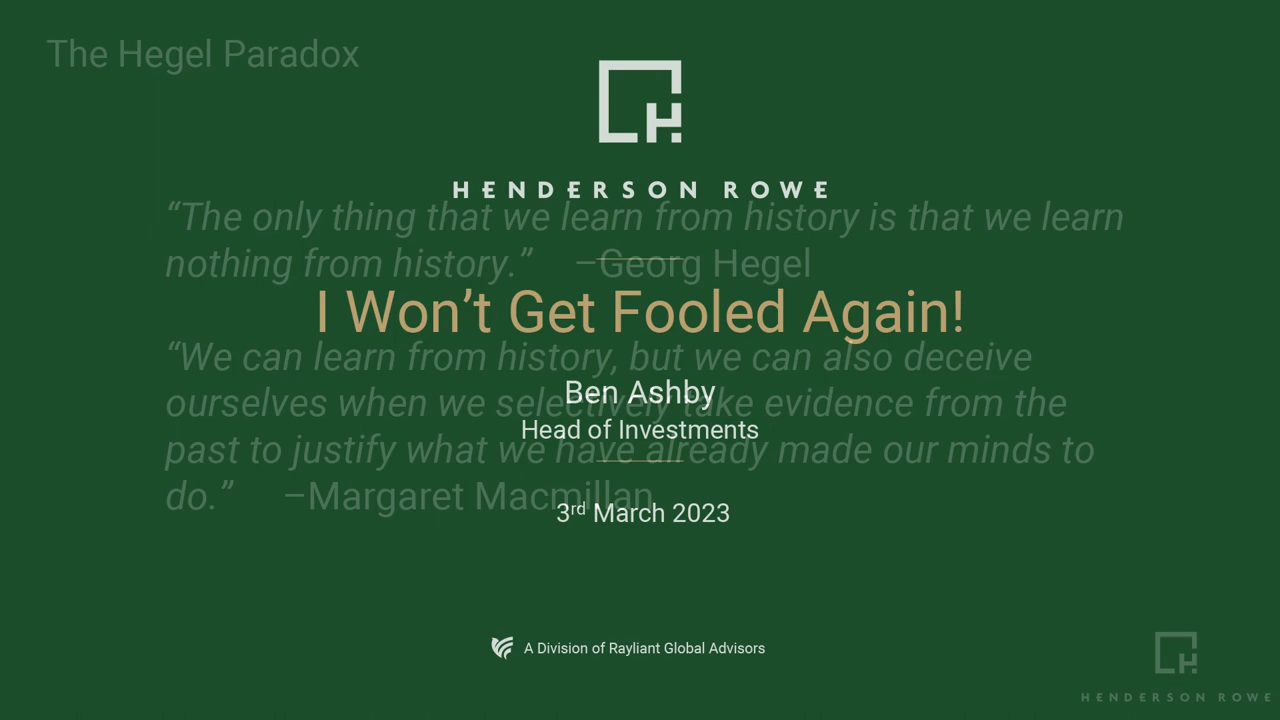 The Hegel Paradox
HENDERSON ROWE
“The only thing that we learn from history is that we learn
nothing from history.” –Georg Hegel
I Won’t Get Fooled Again!
“We can learn from history, but we can also deceive
Ben Ashby
ourselves when we selectively take evidence from the
Head of Investments
past to justify what we have already made our minds to
do.” –Margaret Macmillan
3rd March 2023
A Division of Rayliant Global Advisors
HENDERSON ROWE